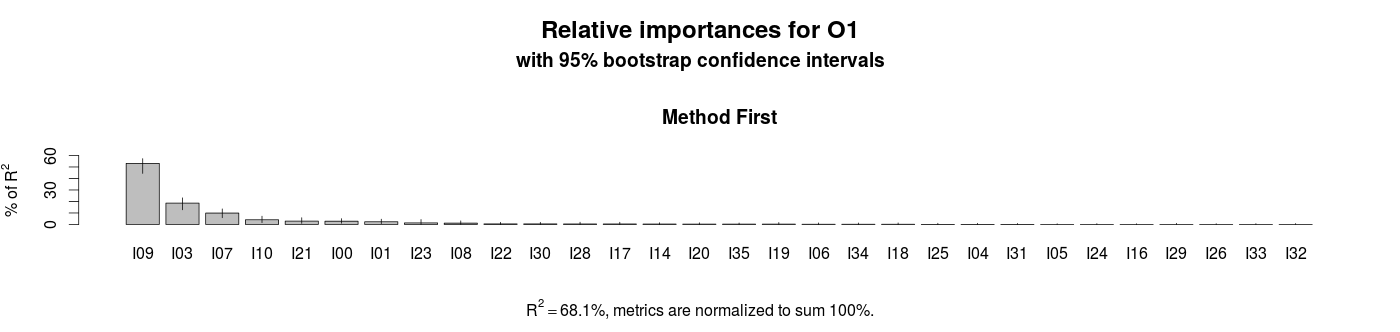 Relative importances for O1
with 95% bootstrap confidence intervals
Method First
% of R²
60
30
0
I09 I03 I07 I10 I21 I00 I01 I23 I08 I22 I30 I28 I17 I14 I20 I35 I19 I06 I34 I18 I25 I04 I31 I05 I24 I16 I29 I26 I33 I32
R² = 68.1%, metrics are normalized to sum 100%.